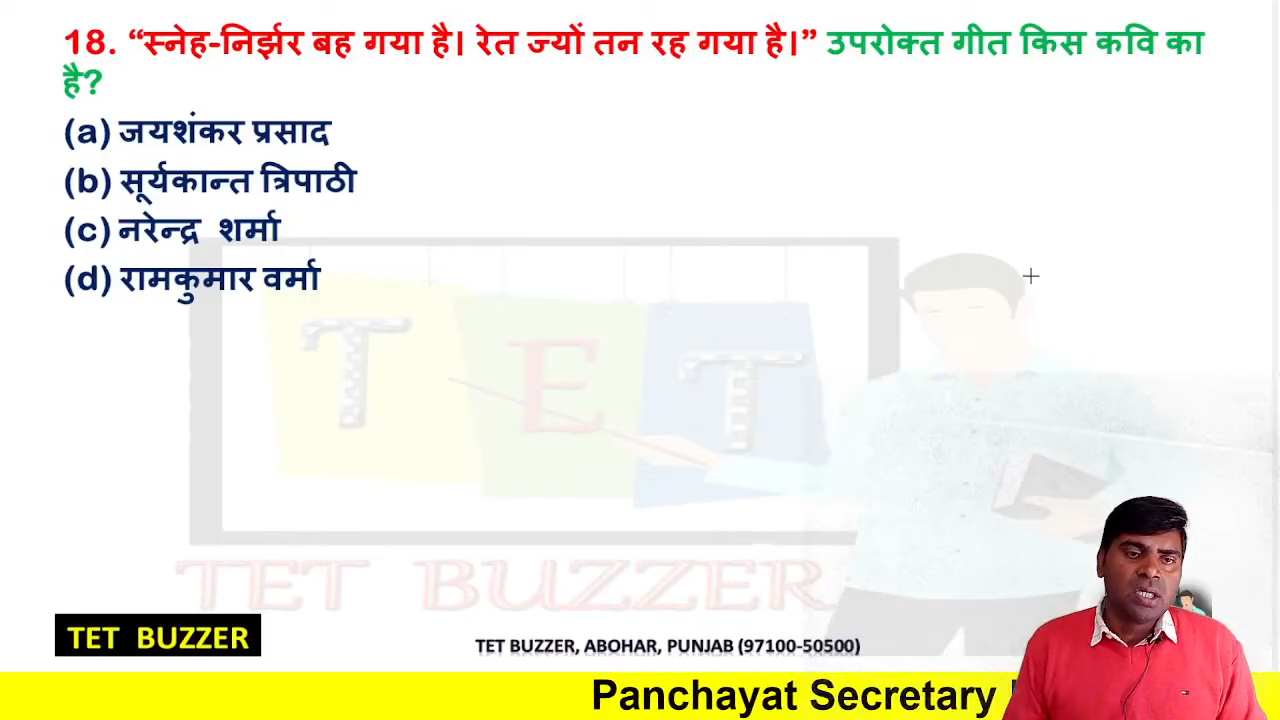 18. “स्नेह-निर्झर बह गया है। रेत ज्यों तन रह गया है।” उपरोक्त गीत किस कवि का
है?
(a) जयशंकर प्रसाद
(b) सूर्यकान्त त्रिपाठी
(c) नरेन्द्र शर्मा
(d) रामकुमार वर्मा
T E T
TET BUZZER
TET BUZZER
TET BUZZER, ABOHAR, PUNJAB (97100-50500)
Panchayat Secretary